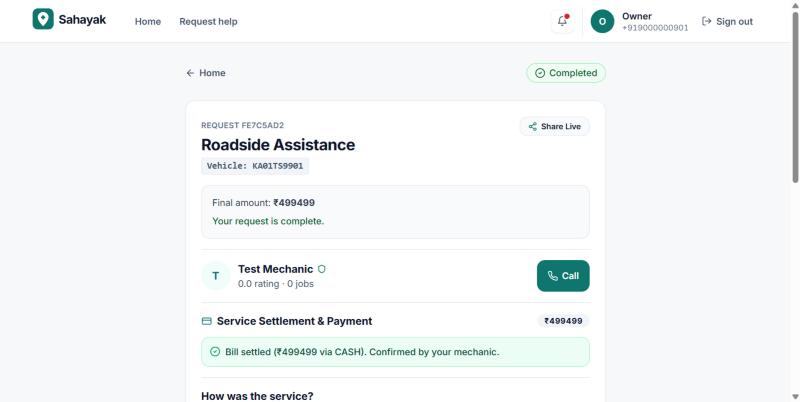 Sahayak
Home
Request help
O
Owner
+919000000901
Sign out
Home
Completed
REQUEST FE7C5AD2
Share Live
Roadside Assistance
Vehicle: KA01TS9901
Final amount: ₹499499
Your request is complete.
T
Test Mechanic
0.0 rating · 0 jobs
Call
Service Settlement & Payment
₹499499
Bill settled (₹499499 via CASH). Confirmed by your mechanic.
How was the service?